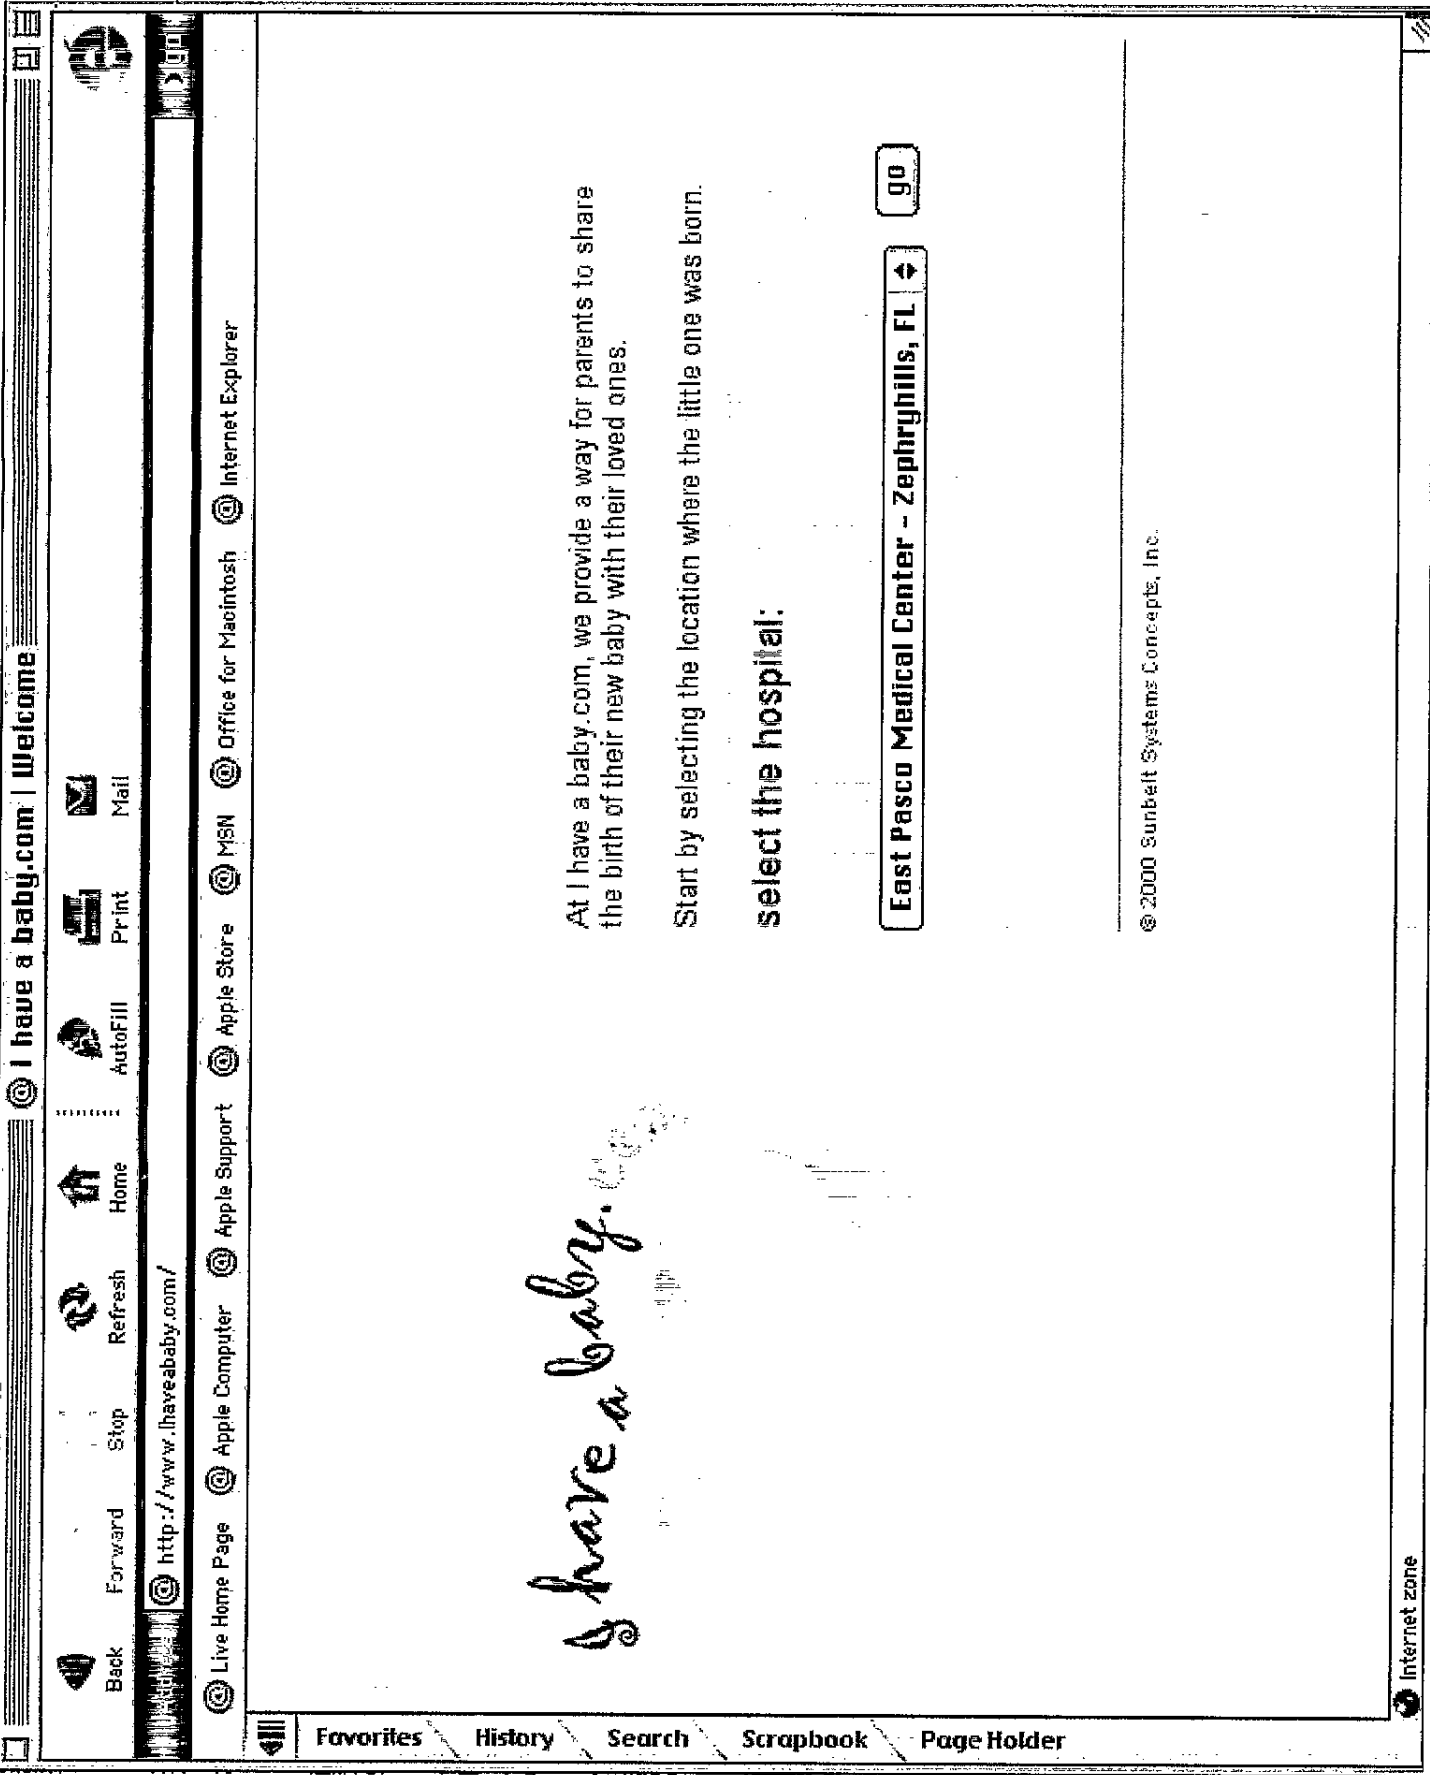 I have a baby.com | Welcome
Back Forward Stop Refresh Home AutoFill Print Mail
http://www.Ihaveababy.com/ go
Live Home Page Apple Computer Apple Support Apple Store MSN Office for Macintosh Internet Explorer
Favorites
History
Search
Scrapbook
Page Holder
I have a baby.com
At I have a baby.com, we provide a way for parents to share
the birth of their new baby with their loved ones.
Start by selecting the location where the little one was born.
select the hospital:
East Pasco Medical Center - Zephryhills, FL go
© 2000 Sunbelt Systems Concepts, Inc.
Internet zone